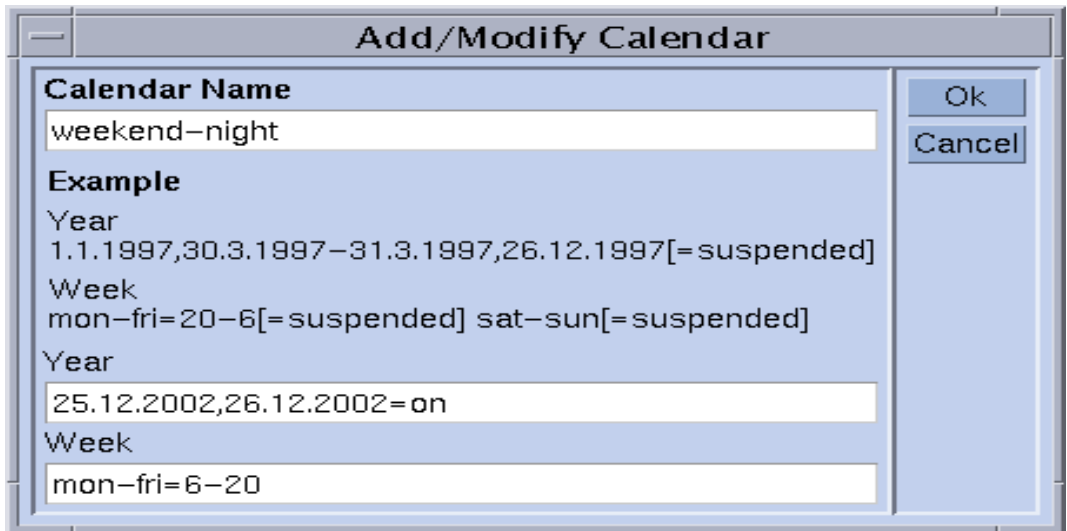 Add/Modify Calendar
Calendar Name
weekend-night
Example
Year
1.1.1997,30.3.1997-31.3.1997,26.12.1997[=suspended]
Week
mon-fri=20-6[=suspended] sat-sun[=suspended]
Year
25.12.2002,26.12.2002=on
Week
mon-fri=6-20
Ok
Cancel